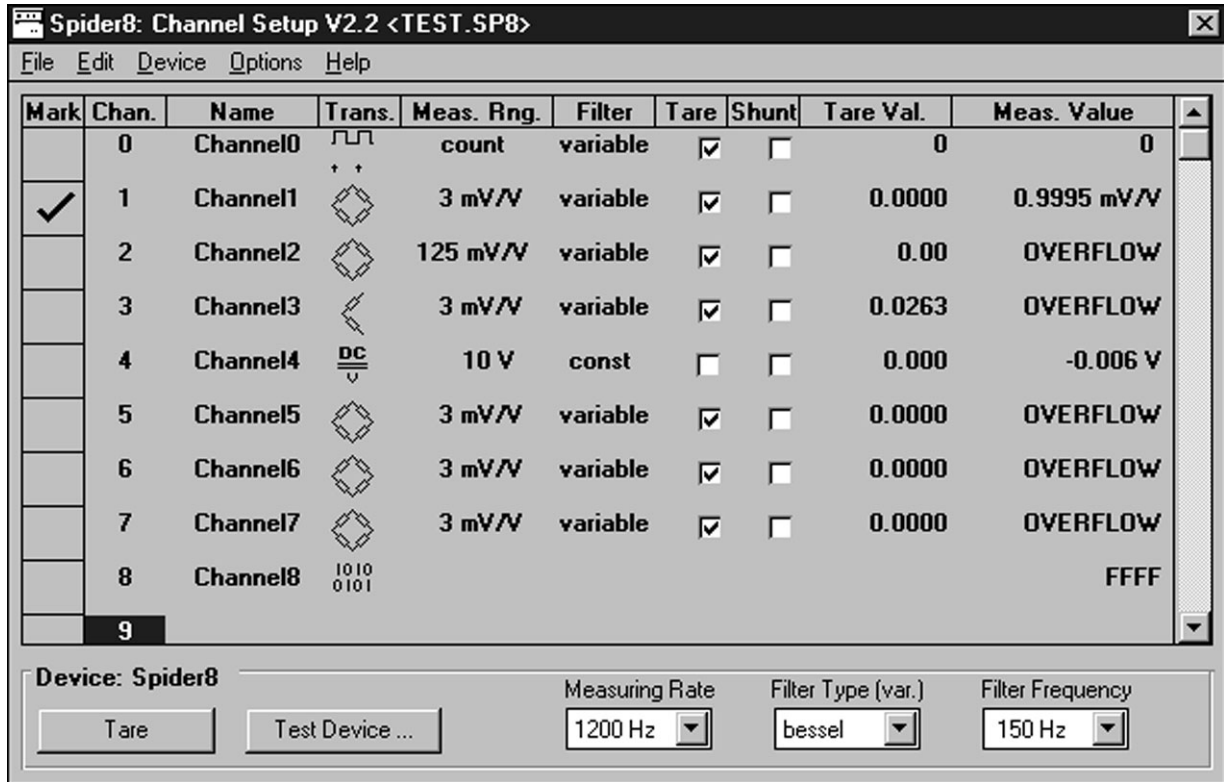 Spider8: Channel Setup V2.2 <TEST.SP8>
File Edit Device Options Help
Mark Chan. Name Trans. Meas. Rng. Filter Tare Shunt Tare Val. Meas. Value
0 Channel0 count variable 0 0
1 Channel1 3 mV/V variable 0.0000 0.9995 mV/V
2 Channel2 125 mV/V variable 0.00 OVERFLOW
3 Channel3 3 mV/V variable 0.0263 OVERFLOW
4 Channel4 DC V 10 V const 0.000 -0.006 V
5 Channel5 3 mV/V variable 0.0000 OVERFLOW
6 Channel6 3 mV/V variable 0.0000 OVERFLOW
7 Channel7 3 mV/V variable 0.0000 OVERFLOW
8 Channel8 1010 0101 FFFF
9
Device: Spider8
Measuring Rate Filter Type (var.) Filter Frequency
Tare Test Device ... 1200 Hz bessel 150 Hz